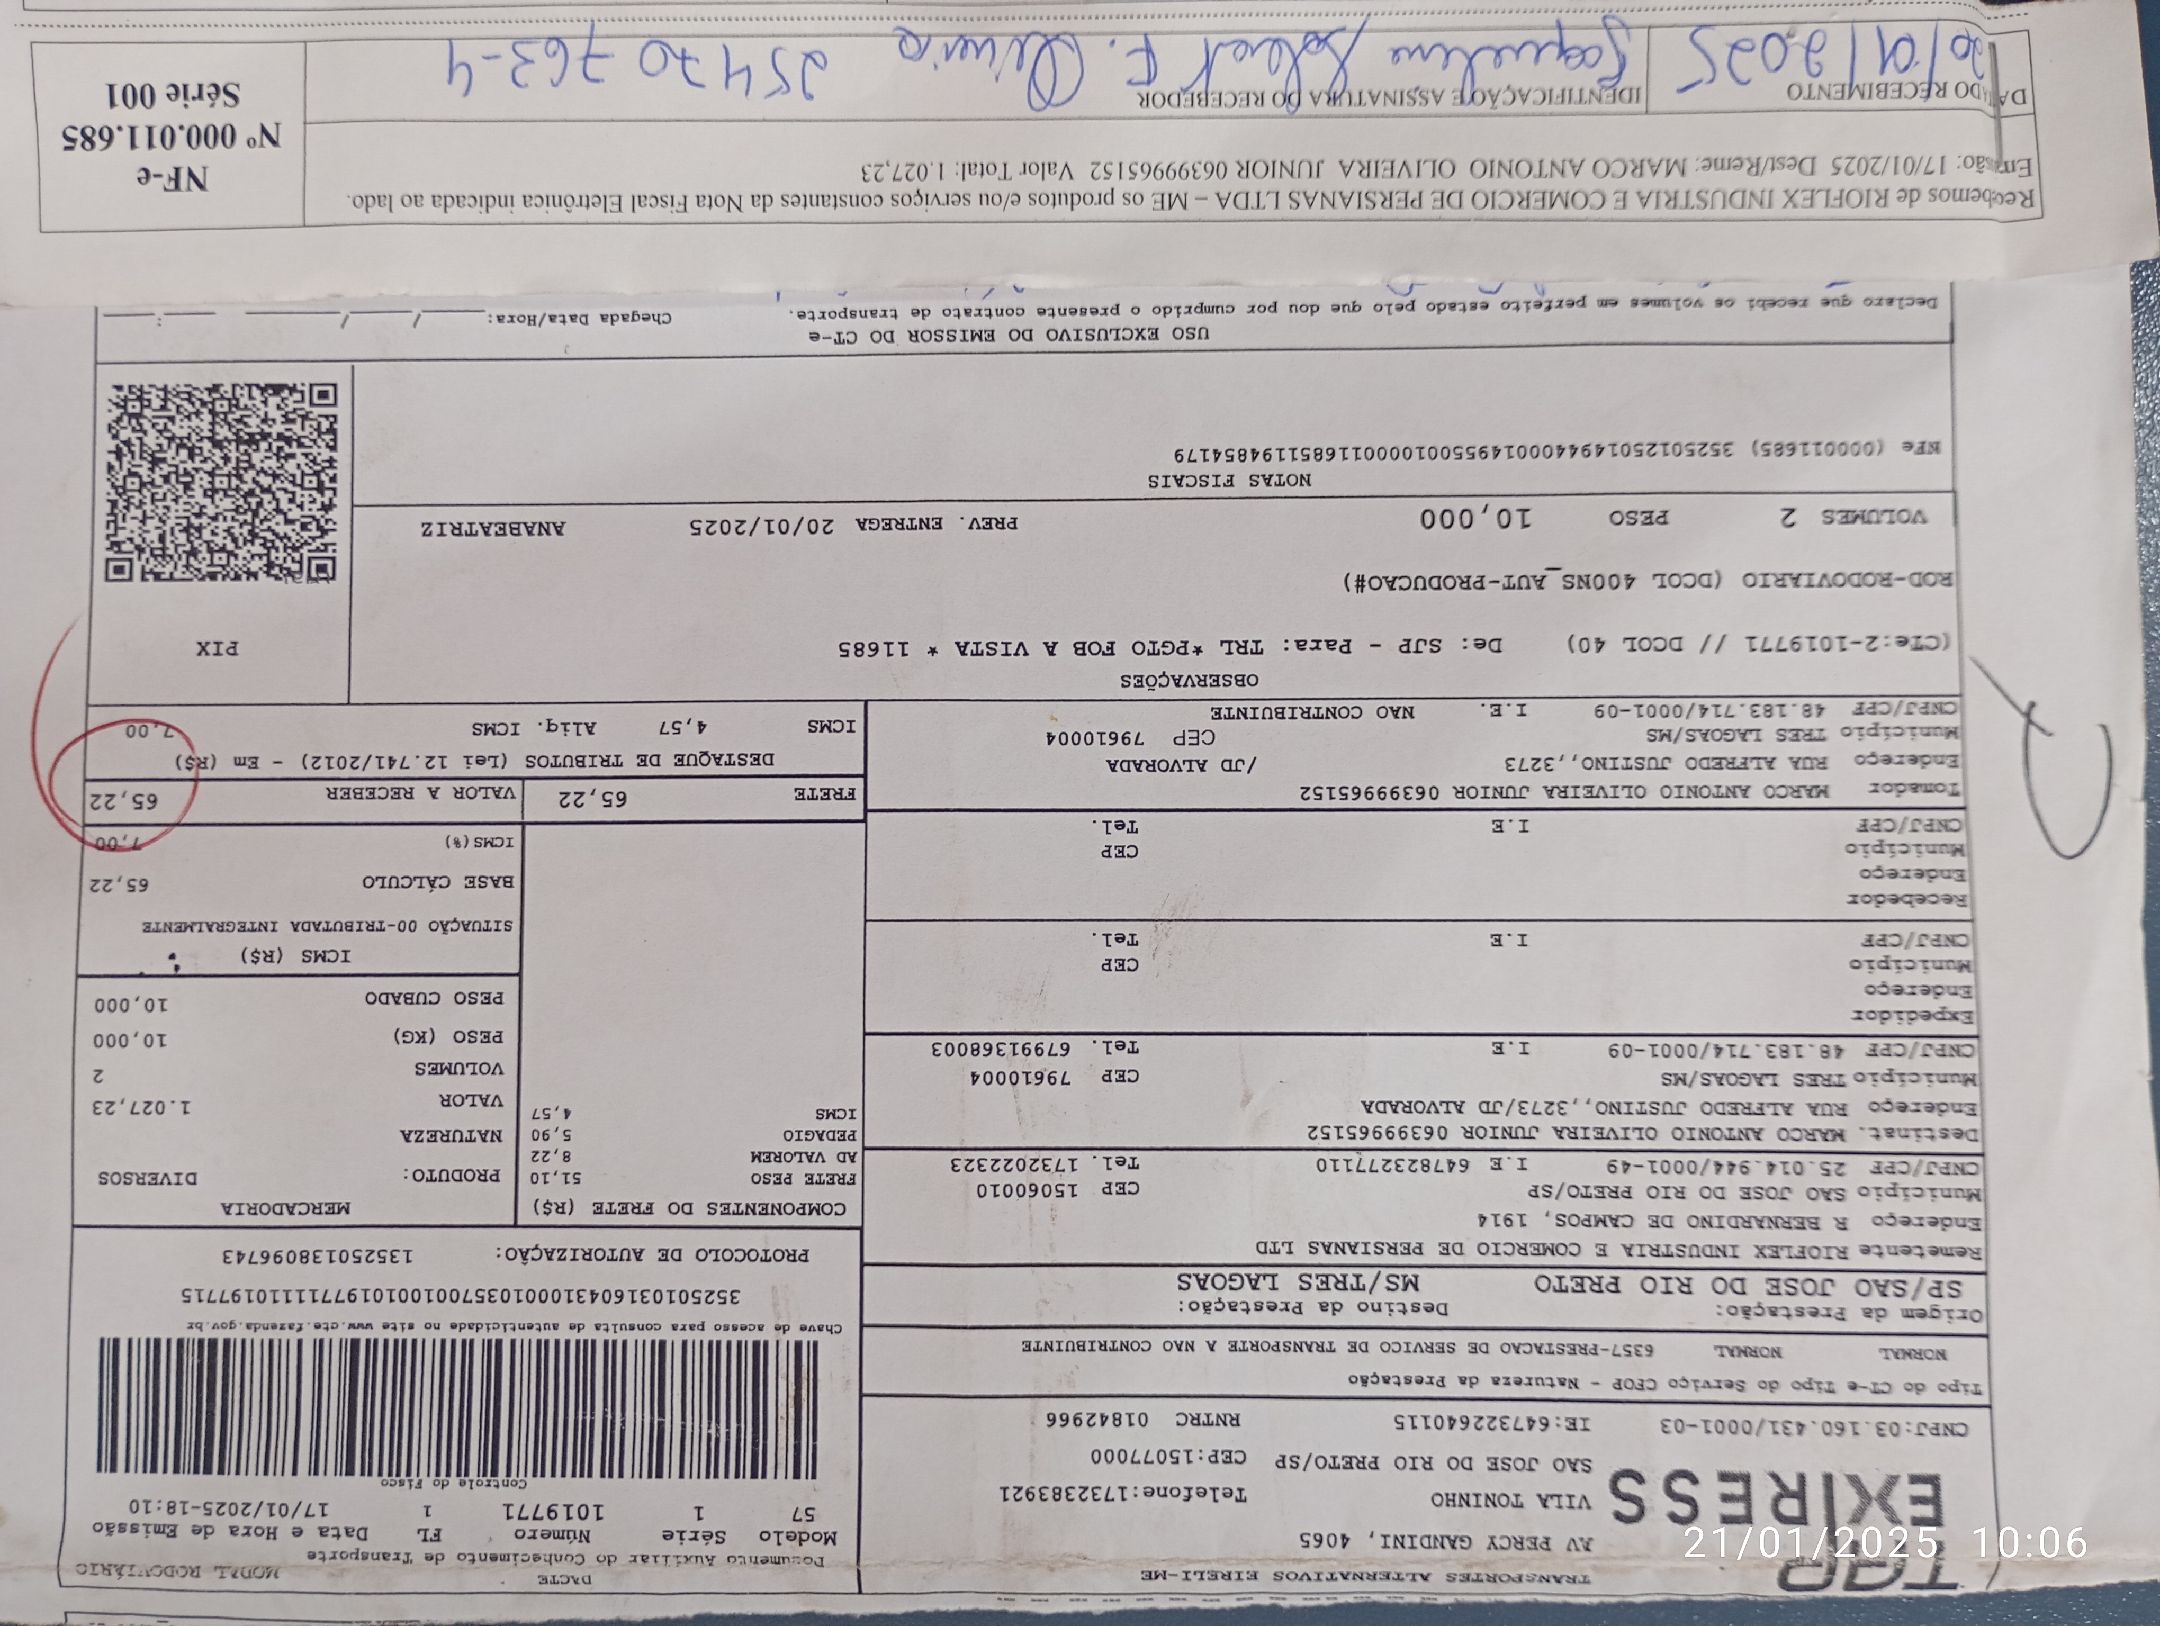 TRANSPORTES ALTERNATIVOS EIRELI-ME
EXPRESS
AV PERCY GANDINI, 4065
VILA TONINHO Telefone:1732383921
SAO JOSE DO RIO PRETO/SP CEP:15077000
CNPJ:03.160.431/0001-03 IE:647322640115 RNTRC 01842966
Tipo do CT-e Tipo do Serviço CFOP - Natureza da Prestação
NORMAL NORMAL 6357-PRESTACAO DE SERVICO DE TRANSPORTE A NAO CONTRIBUINTE
Origem da Prestação: Destino da Prestação:
SP/SAO JOSE DO RIO PRETO MS/TRES LAGOAS
Remetente RIOFLEX INDUSTRIA E COMERCIO DE PERSIANAS LTD
Endereço R BERNARDINO DE CAMPOS, 1914
Município SAO JOSE DO RIO PRETO/SP CEP 15060010
CNPJ/CPF 25.014.944/0001-49 I.E 647823277110 Tel. 1732022323
Destinat. MARCO ANTONIO OLIVEIRA JUNIOR 06399965152
Endereço RUA ALFREDO JUSTINO,,3273/JD ALVORADA
Município TRES LAGOAS/MS CEP 79610004
CNPJ/CPF 48.183.714/0001-09 I.E Tel. 67991368003
Expedidor
Endereço
Município CEP
CNPJ/CPF I.E Tel.
Recebedor
Endereço
Município CEP
CNPJ/CPF I.E Tel.
Tomador MARCO ANTONIO OLIVEIRA JUNIOR 06399965152
Endereço RUA ALFREDO JUSTINO,,3273 /JD ALVORADA
Município TRES LAGOAS/MS CEP 79610004
CNPJ/CPF 48.183.714/0001-09 I.E. NAO CONTRIBUINTE
DACTE MODAL RODOVIÁRIO
Documento Auxiliar do Conhecimento de Transporte
Modelo Série Número FL Data e Hora de Emissão
57 1 1019771 1 17/01/2025-18:10
Controle do Fisco
Chave de acesso para consulta de autenticidade no site www.cte.fazenda.gov.br
352501031604310001035700100101977111110197715
PROTOCOLO DE AUTORIZAÇÃO: 135250138096743
COMPONENTES DO FRETE (R$)
FRETE PESO 51,10
AD VALOREM 8,22
PEDAGIO 5,90
ICMS 4,57
MERCADORIA
PRODUTO: DIVERSOS
NATUREZA
VALOR 1.027,23
VOLUMES 2
PESO (KG) 10,000
PESO CUBADO 10,000
ICMS (R$)
SITUAÇÃO 00-TRIBUTADA INTEGRALMENTE
BASE CÁLCULO 65,22
ICMS(%) 7,00
FRETE 65,22 VALOR A RECEBER 65,22
DESTAQUE DE TRIBUTOS (Lei 12.741/2012) - Em (R$)
ICMS 4,57 Aliq. ICMS 7,00
OBSERVAÇÕES
(CTe:2-1019771 // DCOL 40) De: SJP - Para: TRL *PGTO FOB A VISTA * 11685
ROD-RODOVIARIO (DCOL 400NS_AUT-PRODUCAO#)
PIX
VOLUMES 2 PESO 10,000 PREV. ENTREGA 20/01/2025 ANABEATRIZ
NOTAS FISCAIS
NFe (000011685) 35250125014944000149550010000116851194854179
USO EXCLUSIVO DO EMISSOR DO CT-e
Declaro que recebi os volumes em perfeito estado pelo que dou por cumprido o presente contrato de transporte. Chegada Data/Hora: ___/___/___ ___:___
Recebemos de RIOFLEX INDUSTRIA E COMERCIO DE PERSIANAS LTDA - ME os produtos e/ou serviços constantes da Nota Fiscal Eletrônica indicada ao lado.
Emissão: 17/01/2025 Dest/Reme: MARCO ANTONIO OLIVEIRA JUNIOR 06399965152 Valor Total: 1.027,23
DATA DO RECEBIMENTO
20/01/2025
IDENTIFICAÇÃO E ASSINATURA DO RECEBEDOR
Jaqueline F. Oliveira 25470763-4
NF-e
Nº 000.011.685
Série 001
21/01/2025 10:06